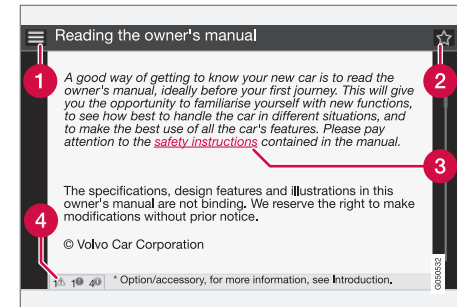 Reading the owner's manual
1
2
A good way of getting to know your new car is to read the
owner's manual, ideally before your first journey. This will give
you the opportunity to familiarise yourself with new functions,
to see how best to handle the car in different situations, and
to make the best use of all the car's features. Please pay
attention to the safety instructions contained in the manual.
3
The specifications, design features and illustrations in this
owner's manual are not binding. We reserve the right to make
modifications without prior notice.
4
© Volvo Car Corporation
1 1 4 * Option/accessory, for more information, see Introduction.
G050532